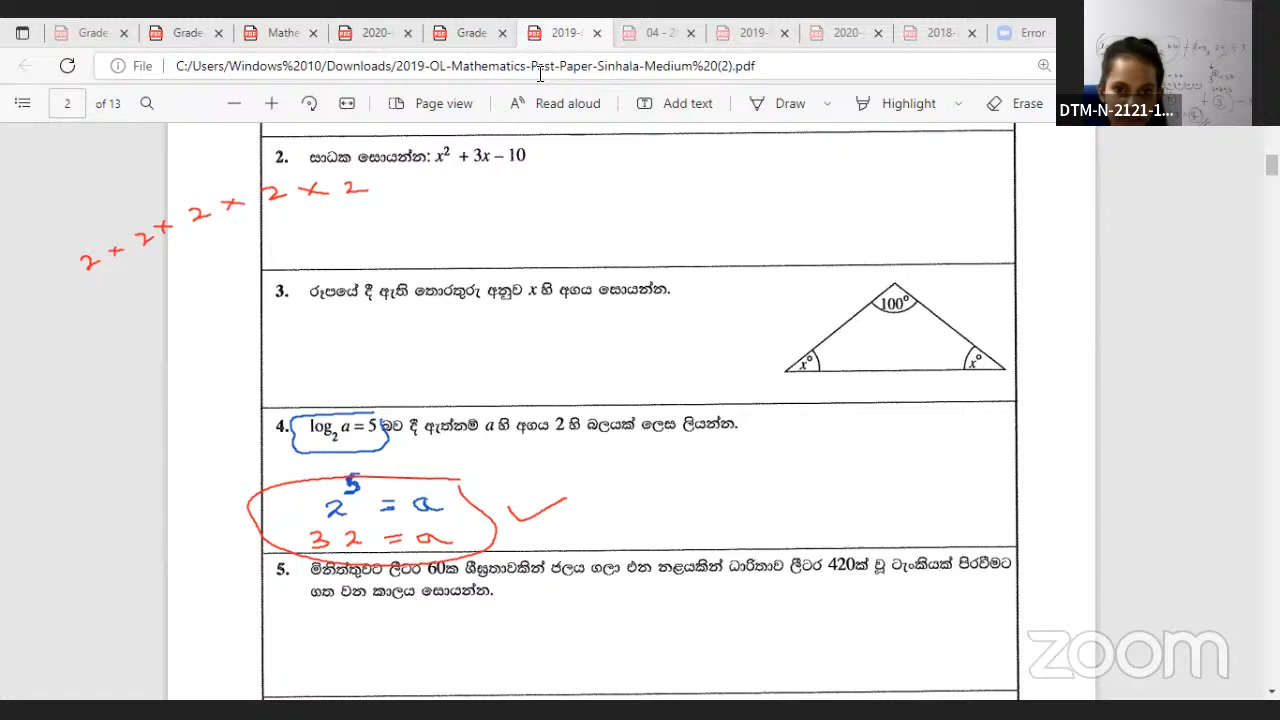 Grade
Grade
Mathe
2020-
Grade
2019-
04 - 2
2019-
2020-
2018-
Error -
File C:/Users/Windows%2010/Downloads/2019-OL-Mathematics-Past-Paper-Sinhala-Medium%20(2).pdf
2 of 13 Page view Read aloud Add text Draw Highlight Erase
DTM-N-2121-1...
2. සාධක සොයන්න: x² + 3x – 10
2 × 2 × 2 × 2 × 2
3. රූපයේ දී ඇති තොරතුරු අනුව x හි අගය සොයන්න.
100°
x° x°
4. log₂ a = 5 බව දී ඇත්නම් a හි අගය 2 හි බලයක් ලෙස ලියන්න.
2⁵ = a
32 = a
5. මිනිත්තුවට ලීටර 60ක ශීඝ්‍රතාවකින් ජලය ගලා එන නළයකින් ධාරිතාව ලීටර 420ක් වූ ටැංකියක් පිරවීමට
ගත වන කාලය සොයන්න.
zoom